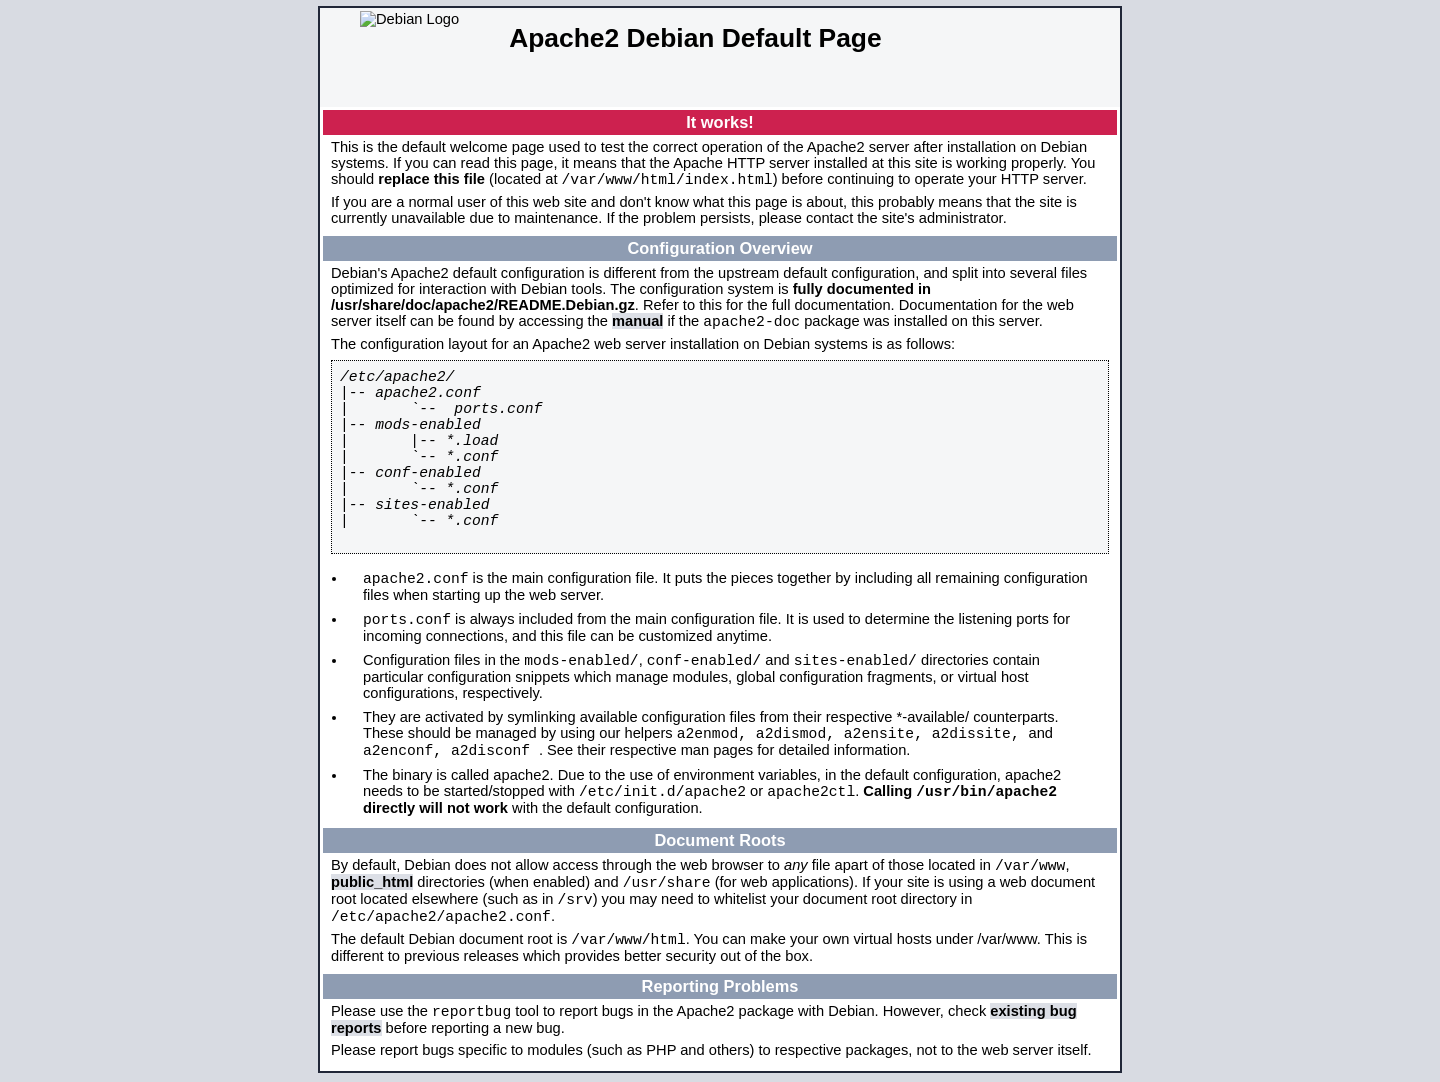 Debian Logo
Apache2 Debian Default Page
It works!
This is the default welcome page used to test the correct operation of the Apache2 server after installation on Debian
systems. If you can read this page, it means that the Apache HTTP server installed at this site is working properly. You
should replace this file (located at /var/www/html/index.html) before continuing to operate your HTTP server.
If you are a normal user of this web site and don't know what this page is about, this probably means that the site is
currently unavailable due to maintenance. If the problem persists, please contact the site's administrator.
Configuration Overview
Debian's Apache2 default configuration is different from the upstream default configuration, and split into several files
optimized for interaction with Debian tools. The configuration system is fully documented in
/usr/share/doc/apache2/README.Debian.gz. Refer to this for the full documentation. Documentation for the web
server itself can be found by accessing the manual if the apache2-doc package was installed on this server.
The configuration layout for an Apache2 web server installation on Debian systems is as follows:
/etc/apache2/
|-- apache2.conf
|       `--  ports.conf
|-- mods-enabled
|       |-- *.load
|       `-- *.conf
|-- conf-enabled
|       `-- *.conf
|-- sites-enabled
|       `-- *.conf
• apache2.conf is the main configuration file. It puts the pieces together by including all remaining configuration
files when starting up the web server.
• ports.conf is always included from the main configuration file. It is used to determine the listening ports for
incoming connections, and this file can be customized anytime.
• Configuration files in the mods-enabled/, conf-enabled/ and sites-enabled/ directories contain
particular configuration snippets which manage modules, global configuration fragments, or virtual host
configurations, respectively.
• They are activated by symlinking available configuration files from their respective *-available/ counterparts.
These should be managed by using our helpers a2enmod, a2dismod, a2ensite, a2dissite, and
a2enconf, a2disconf . See their respective man pages for detailed information.
• The binary is called apache2. Due to the use of environment variables, in the default configuration, apache2
needs to be started/stopped with /etc/init.d/apache2 or apache2ctl. Calling /usr/bin/apache2
directly will not work with the default configuration.
Document Roots
By default, Debian does not allow access through the web browser to any file apart of those located in /var/www,
public_html directories (when enabled) and /usr/share (for web applications). If your site is using a web document
root located elsewhere (such as in /srv) you may need to whitelist your document root directory in
/etc/apache2/apache2.conf.
The default Debian document root is /var/www/html. You can make your own virtual hosts under /var/www. This is
different to previous releases which provides better security out of the box.
Reporting Problems
Please use the reportbug tool to report bugs in the Apache2 package with Debian. However, check existing bug
reports before reporting a new bug.
Please report bugs specific to modules (such as PHP and others) to respective packages, not to the web server itself.